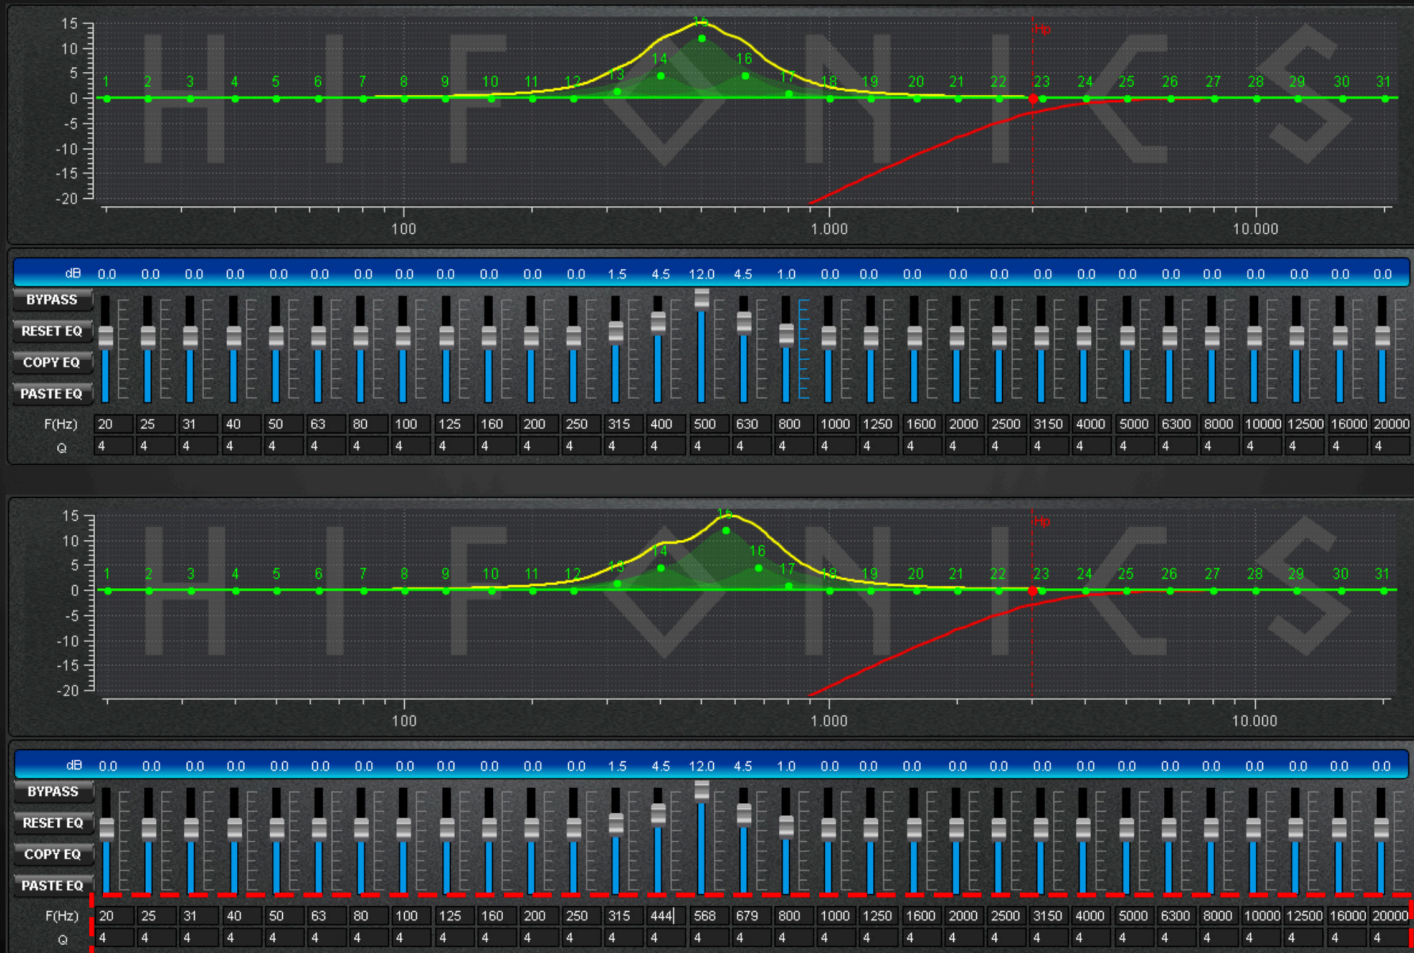 HIFONICS
15
10
5
0
-5
-10
-15
-20
1 2 3 4 5 6 7 8 9 10 11 12 13 14 15 16 17 18 19 20 21 22 23 24 25 26 27 28 29 30 31
Hp
100 1.000 10.000
dB 0.0 0.0 0.0 0.0 0.0 0.0 0.0 0.0 0.0 0.0 0.0 0.0 1.5 4.5 12.0 4.5 1.0 0.0 0.0 0.0 0.0 0.0 0.0 0.0 0.0 0.0 0.0 0.0 0.0 0.0 0.0
BYPASS
RESET EQ
COPY EQ
PASTE EQ
F(Hz) 20 25 31 40 50 63 80 100 125 160 200 250 315 400 500 630 800 1000 1250 1600 2000 2500 3150 4000 5000 6300 8000 10000 12500 16000 20000
Q 4 4 4 4 4 4 4 4 4 4 4 4 4 4 4 4 4 4 4 4 4 4 4 4 4 4 4 4 4 4 4
HIFONICS
15
10
5
0
-5
-10
-15
-20
1 2 3 4 5 6 7 8 9 10 11 12 13 14 15 16 17 18 19 20 21 22 23 24 25 26 27 28 29 30 31
Hp
100 1.000 10.000
dB 0.0 0.0 0.0 0.0 0.0 0.0 0.0 0.0 0.0 0.0 0.0 0.0 1.5 4.5 12.0 4.5 1.0 0.0 0.0 0.0 0.0 0.0 0.0 0.0 0.0 0.0 0.0 0.0 0.0 0.0 0.0
BYPASS
RESET EQ
COPY EQ
PASTE EQ
F(Hz) 20 25 31 40 50 63 80 100 125 160 200 250 315 444 568 679 800 1000 1250 1600 2000 2500 3150 4000 5000 6300 8000 10000 12500 16000 20000
Q 4 4 4 4 4 4 4 4 4 4 4 4 4 4 4 4 4 4 4 4 4 4 4 4 4 4 4 4 4 4 4